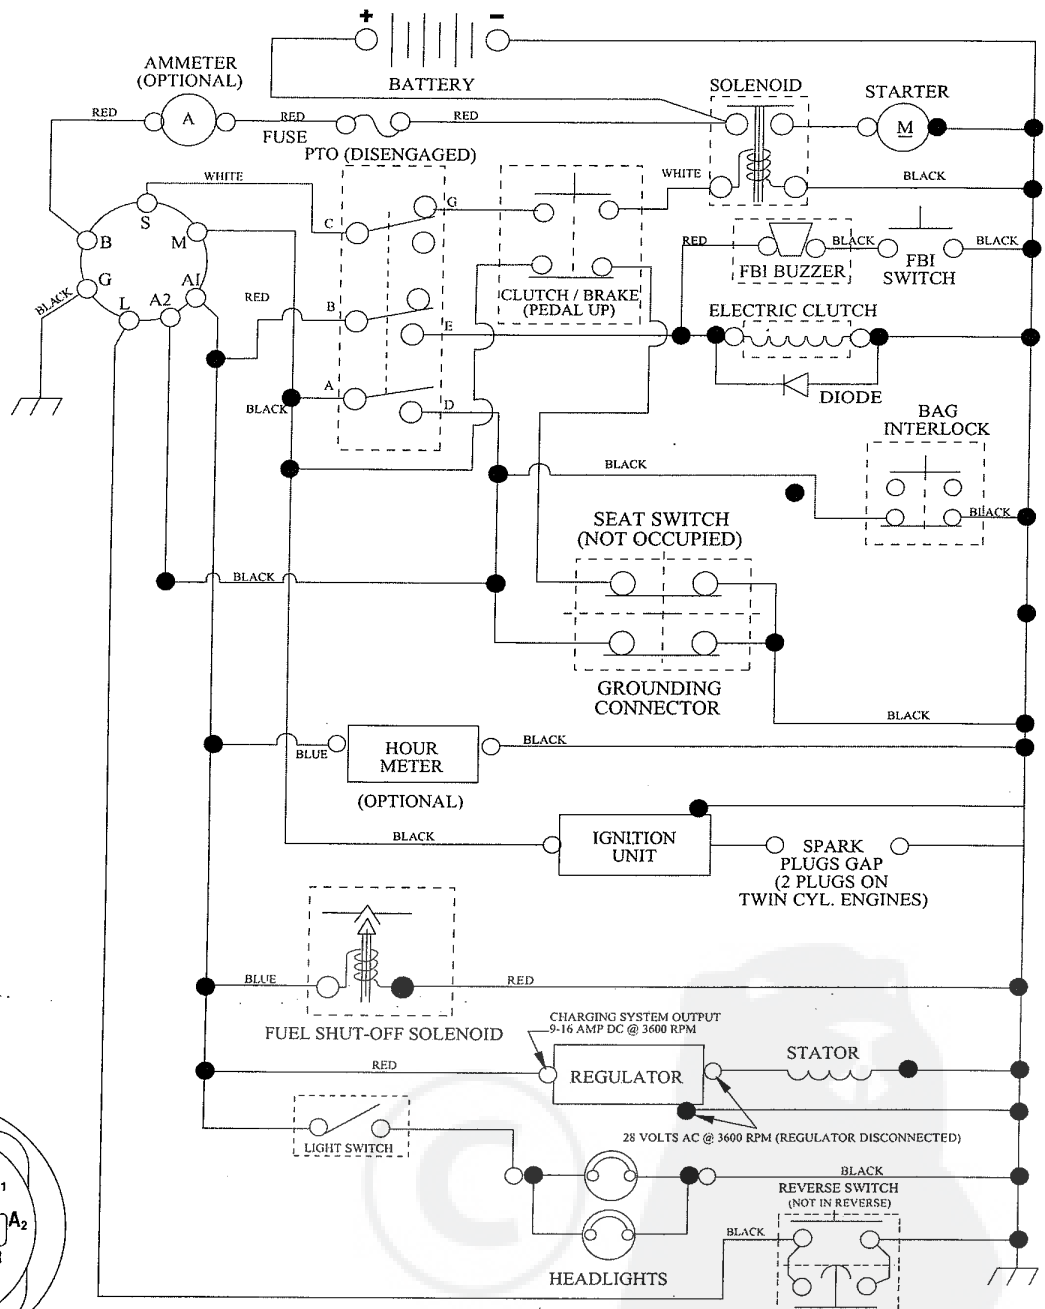 + −
BATTERY
AMMETER
(OPTIONAL)
RED
A
RED
FUSE
RED
SOLENOID
STARTER
M
PTO (DISENGAGED)
WHITE
S
B
M
G
A1
L
A2
BLACK
RED
C
G
B
E
A
D
BLACK
WHITE
BLACK
CLUTCH / BRAKE
(PEDAL UP)
RED
FBI BUZZER
BLACK
FBI
SWITCH
BLACK
ELECTRIC CLUTCH
DIODE
BAG
INTERLOCK
BLACK
BLACK
SEAT SWITCH
(NOT OCCUPIED)
BLACK
GROUNDING
CONNECTOR
BLACK
BLUE
HOUR
METER
BLACK
(OPTIONAL)
BLACK
IGNITION
UNIT
SPARK
PLUGS GAP
(2 PLUGS ON
TWIN CYL. ENGINES)
BLUE
RED
FUEL SHUT-OFF SOLENOID
CHARGING SYSTEM OUTPUT
9-16 AMP DC @ 3600 RPM
RED
REGULATOR
STATOR
28 VOLTS AC @ 3600 RPM (REGULATOR DISCONNECTED)
LIGHT SWITCH
BLACK
REVERSE SWITCH
(NOT IN REVERSE)
BLACK
HEADLIGHTS
1
A2
©